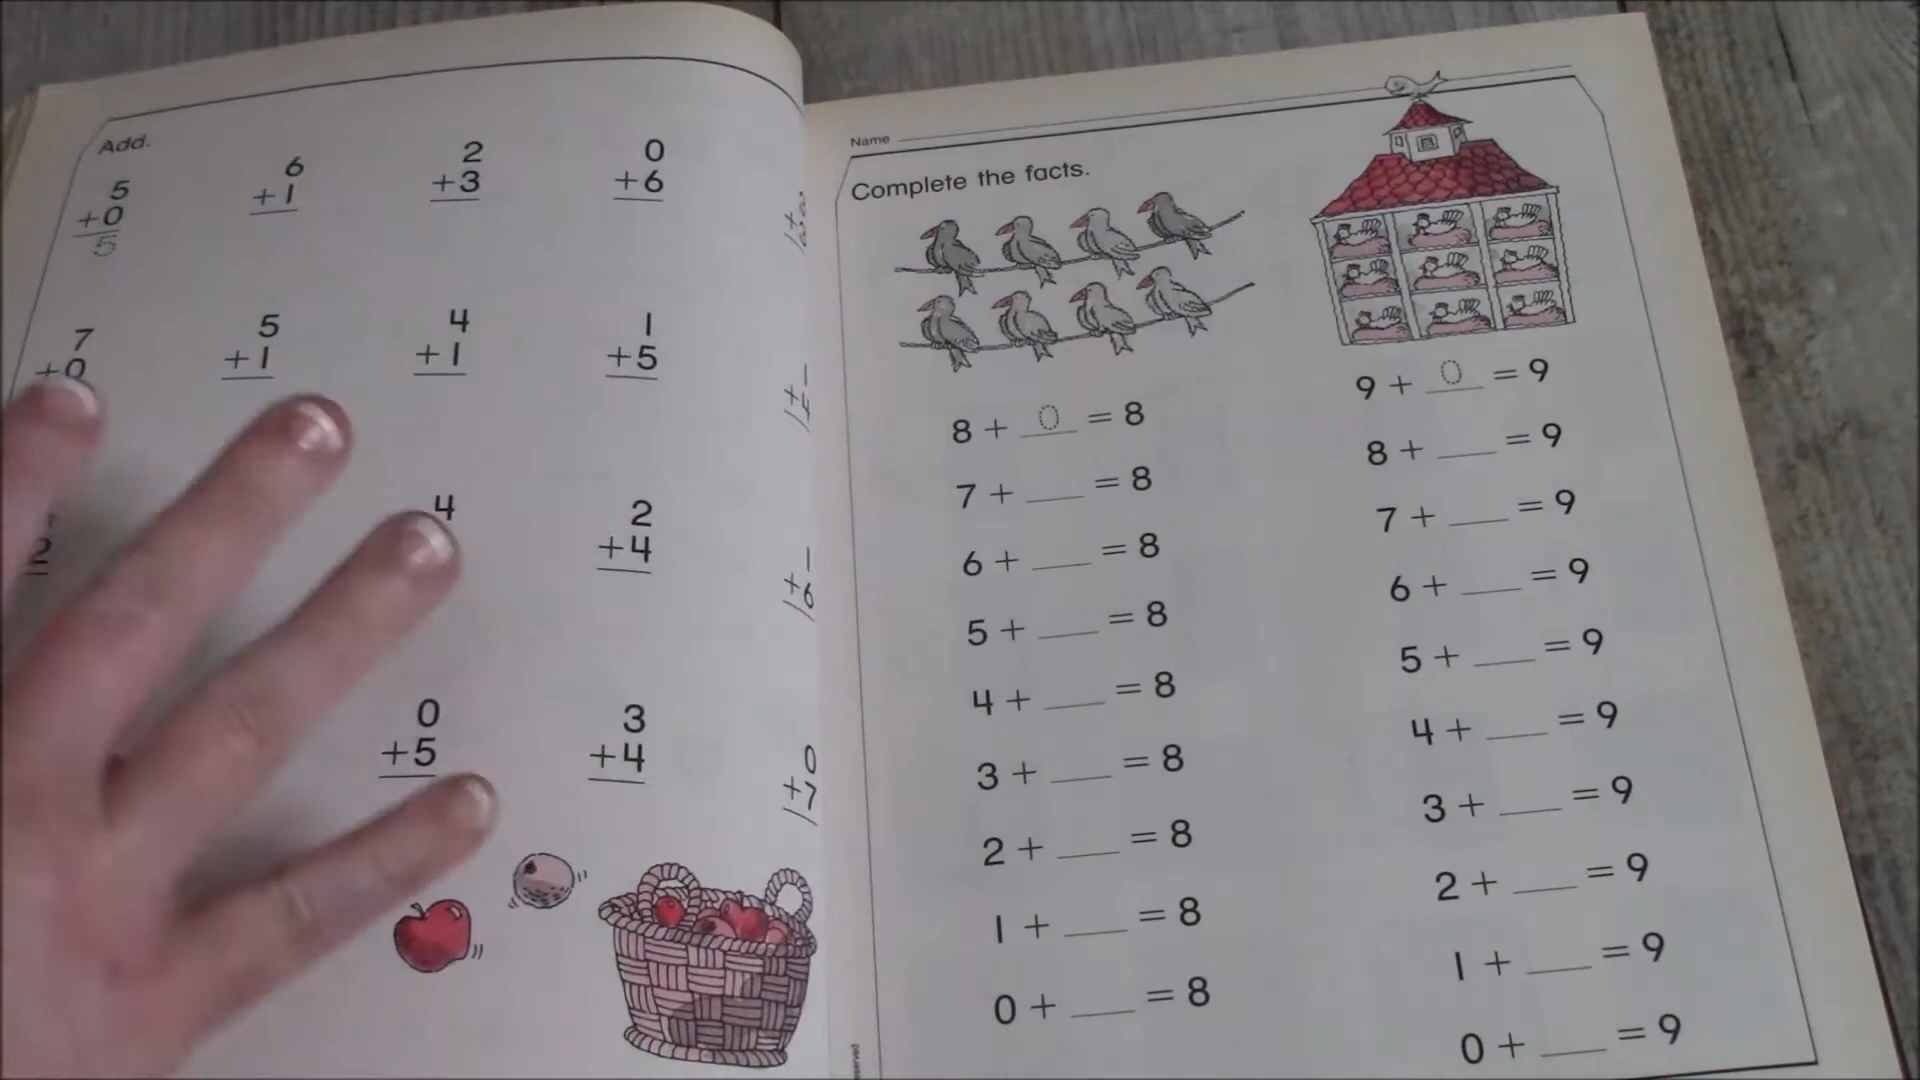 Add.
5 6 2 0
+0 +1 +3 +6
5
7 5 4 1
+0 +1 +1 +5
4 2
+4
0 3
+5 +4
Name
Complete the facts.
8 + 0 = 8
7 + ___ = 8
6 + ___ = 8
5 + ___ = 8
4 + ___ = 8
3 + ___ = 8
2 + ___ = 8
1 + ___ = 8
0 + ___ = 8
9 + 0 = 9
8 + ___ = 9
7 + ___ = 9
6 + ___ = 9
5 + ___ = 9
4 + ___ = 9
3 + ___ = 9
2 + ___ = 9
1 + ___ = 9
0 + ___ = 9